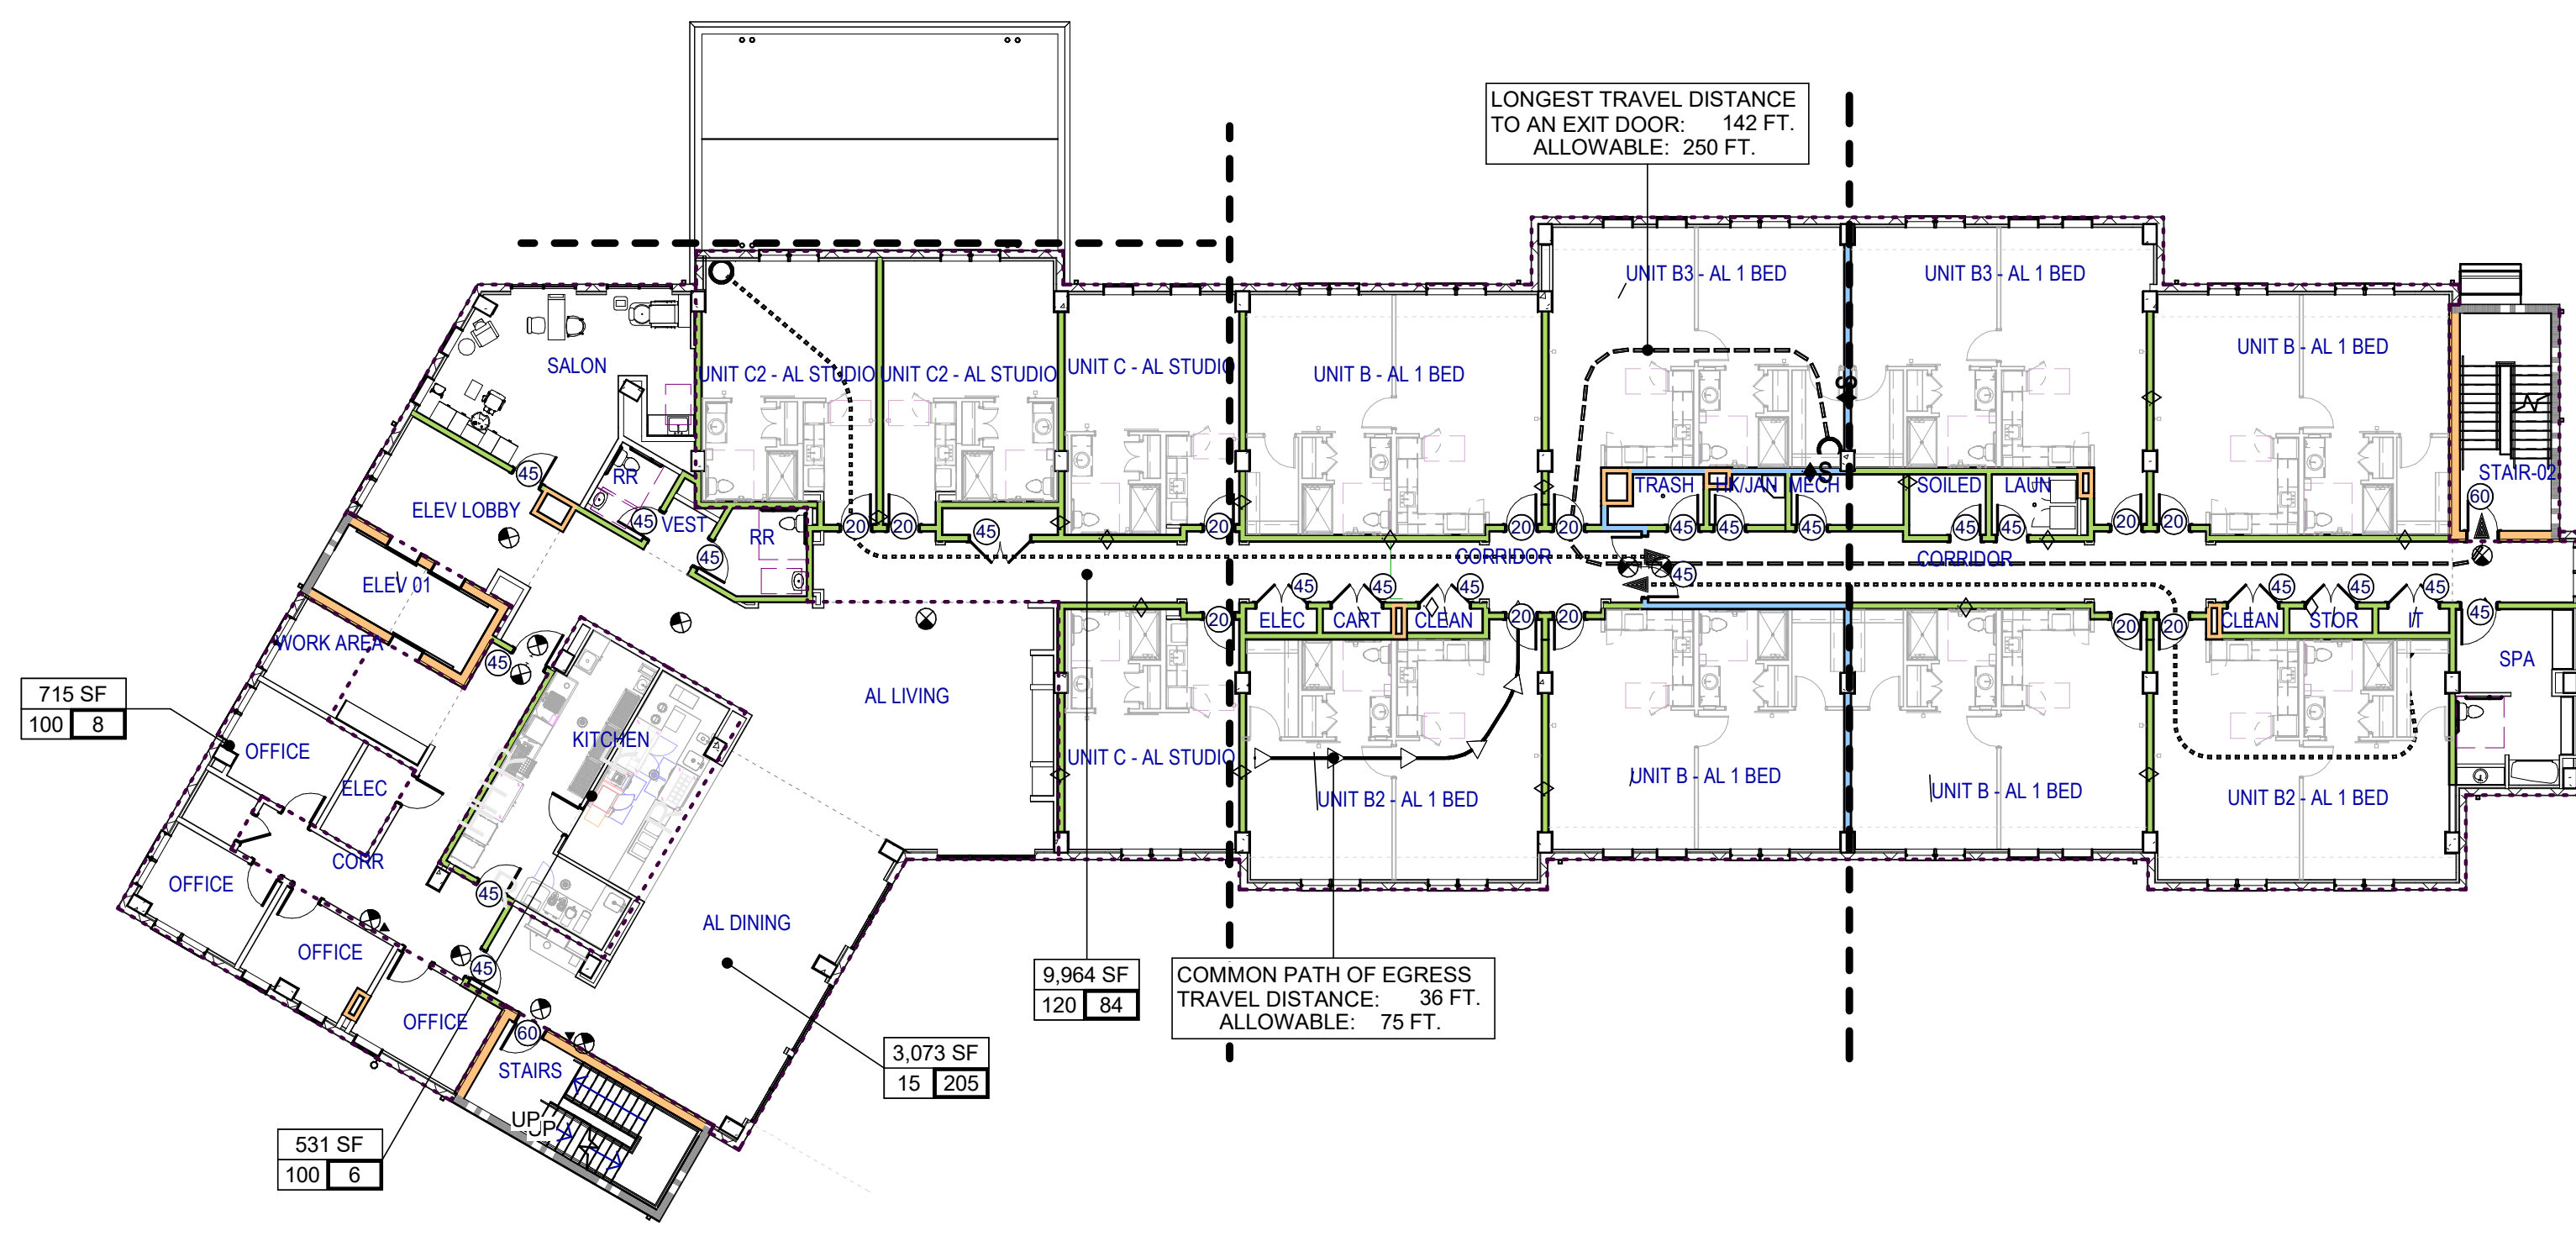 LONGEST TRAVEL DISTANCE
TO AN EXIT DOOR: 142 FT.
ALLOWABLE: 250 FT.
UNIT B3 - AL 1 BED
UNIT B3 - AL 1 BED
SALON
UNIT C2 - AL STUDIO
UNIT C2 - AL STUDIO
UNIT C - AL STUDIO
UNIT B - AL 1 BED
UNIT B - AL 1 BED
S
S
45
RR
ELEV LOBBY
45
VEST
45
RR
20
20
45
20
20
20
TRASH
HK/JAN
MECH
SOILED
LAUN
45
45
45
45
45
20
20
STAIR-02
60
CORRIDOR
CORRIDOR
45
ELEV 01
WORK AREA
45
AL LIVING
20
45
45
45
ELEC
CART
CLEAN
20
20
20
20
45
45
45
CLEAN
STOR
IT
45
SPA
715 SF
100 8
OFFICE
ELEC
KITCHEN
UNIT C - AL STUDIO
UNIT B2 - AL 1 BED
UNIT B - AL 1 BED
UNIT B - AL 1 BED
UNIT B2 - AL 1 BED
CORR
OFFICE
45
OFFICE
45
AL DINING
OFFICE
60
STAIRS
UP
UP
9,964 SF
120 84
COMMON PATH OF EGRESS
TRAVEL DISTANCE: 36 FT.
ALLOWABLE: 75 FT.
3,073 SF
15 205
531 SF
100 6